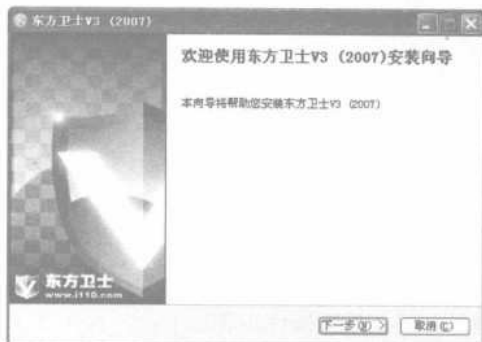 东方卫士V3 (2007)
欢迎使用东方卫士V3 (2007)安装向导
本向导将帮助您安装东方卫士V3 (2007)
东方卫士
www.i110.com
下一步(N) >
取消(C)